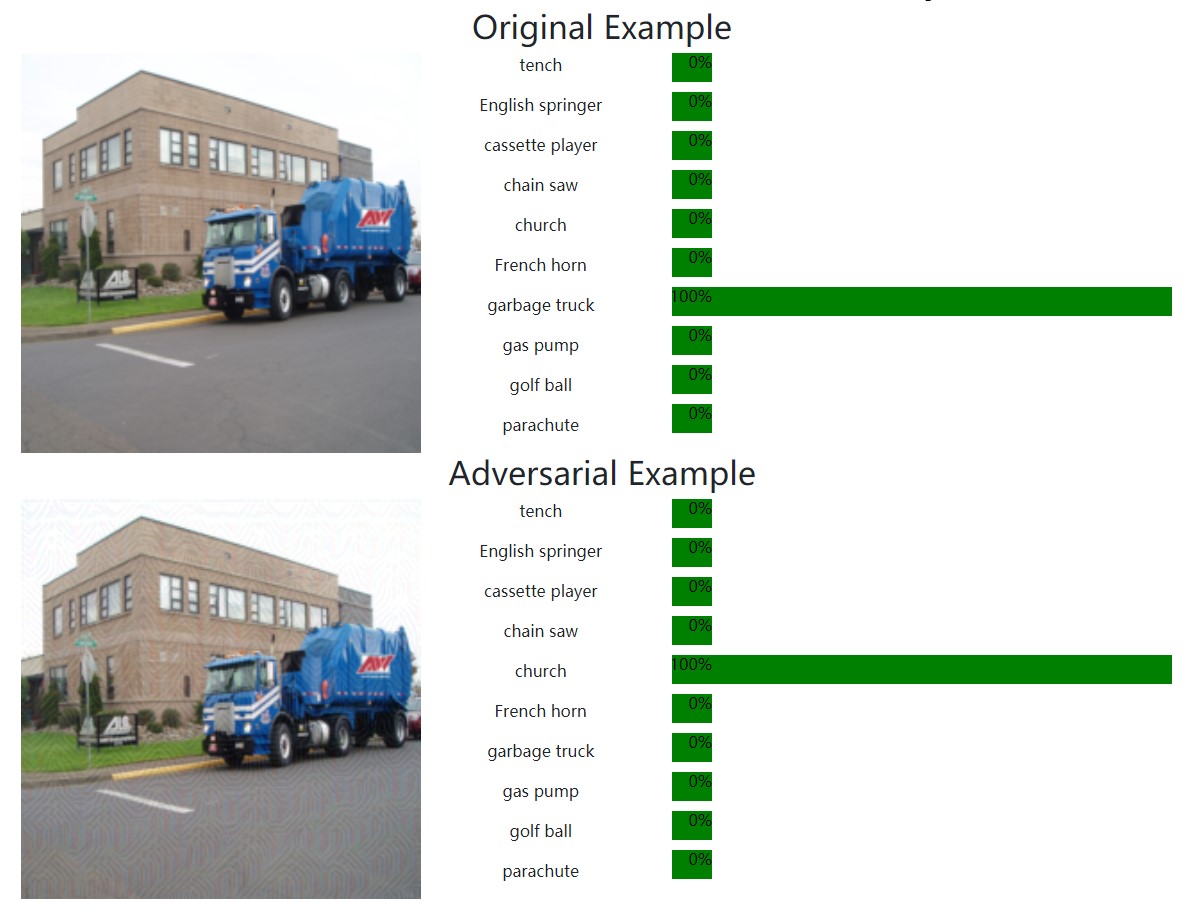 Original Example
tench 0%
English springer 0%
cassette player 0%
chain saw 0%
church 0%
French horn 0%
garbage truck 100%
gas pump 0%
golf ball 0%
parachute 0%
Adversarial Example
tench 0%
English springer 0%
cassette player 0%
chain saw 0%
church 100%
French horn 0%
garbage truck 0%
gas pump 0%
golf ball 0%
parachute 0%